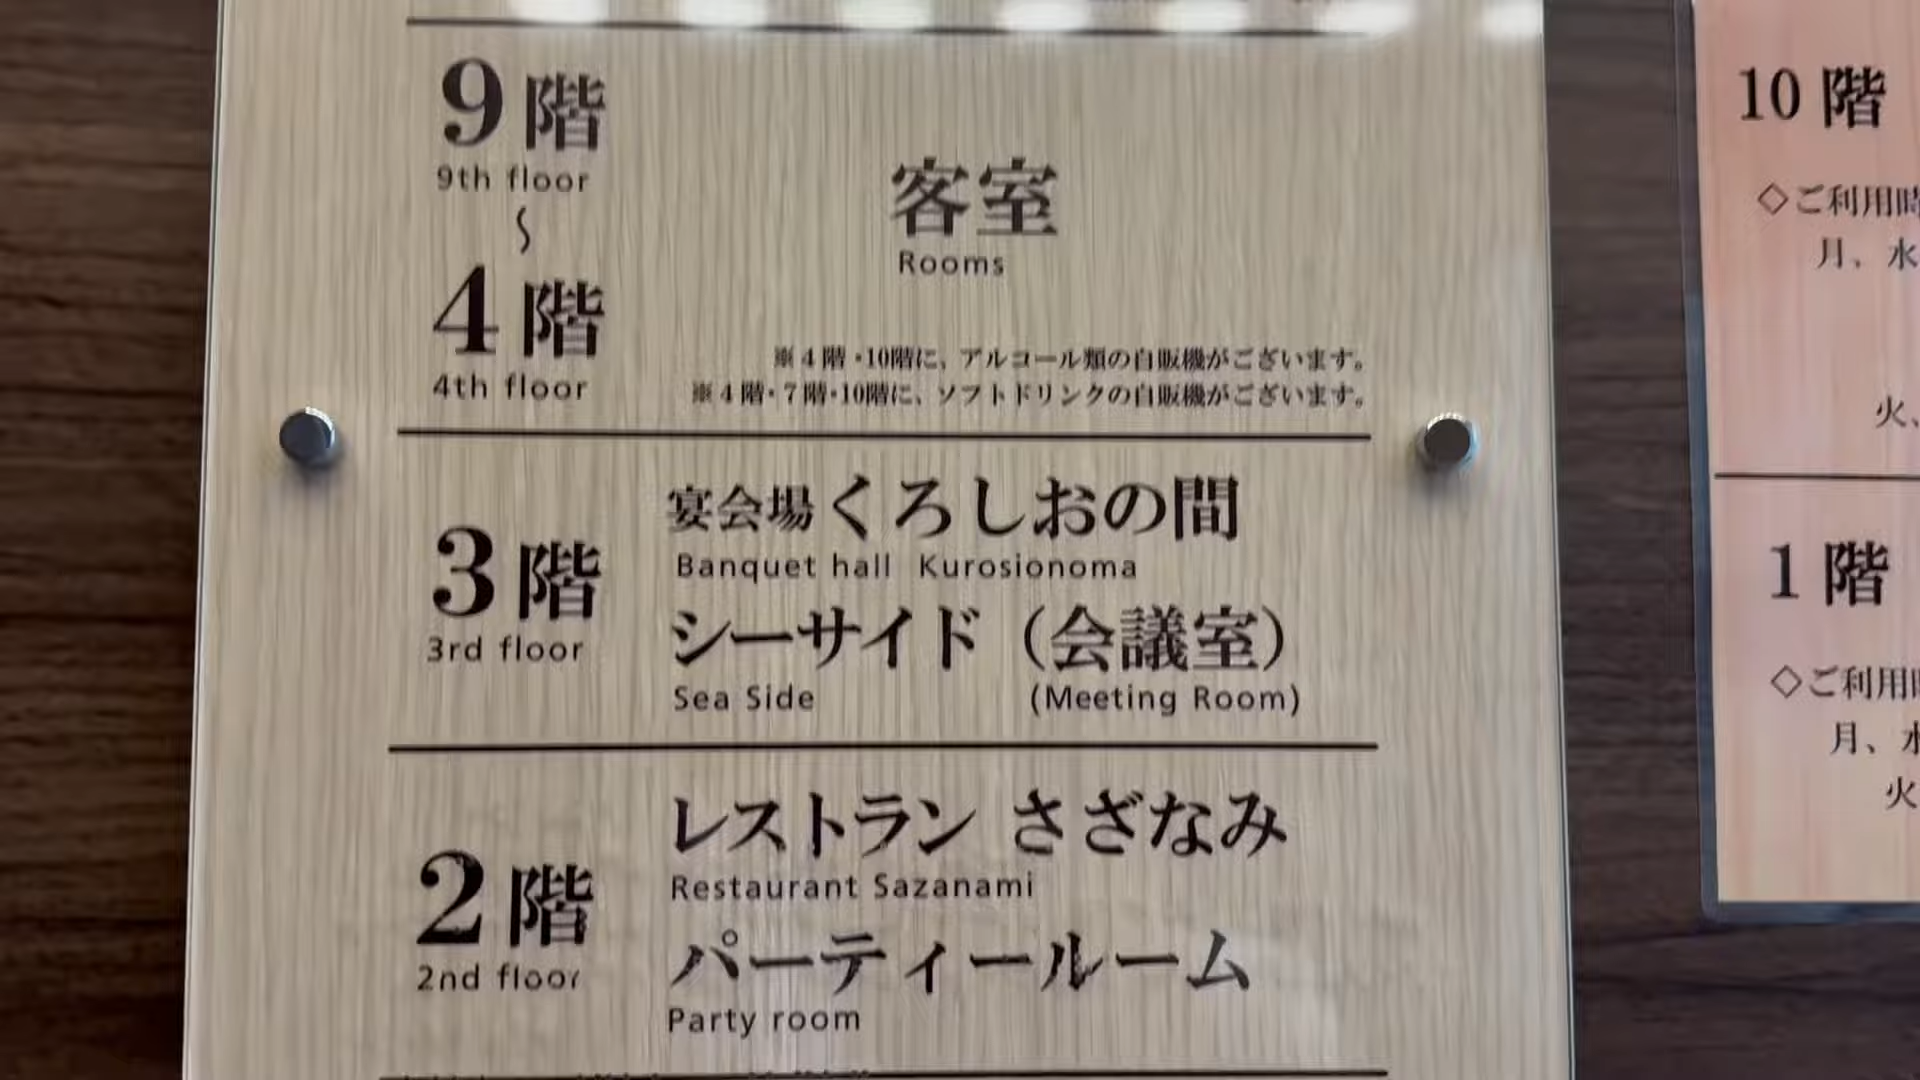 9階
9th floor
〜
4階
4th floor
客室
Rooms
※4階・10階に、アルコール類の自販機がございます。
※4階・7階・10階に、ソフトドリンクの自販機がございます。
3階
3rd floor
宴会場くろしおの間
Banquet hall Kurosionoma
シーサイド（会議室）
Sea Side (Meeting Room)
2階
2nd floor
レストラン さざなみ
Restaurant Sazanami
パーティールーム
Party room
10階
◇ご利用時
月、水
火、
1階
◇ご利用
月、水
火